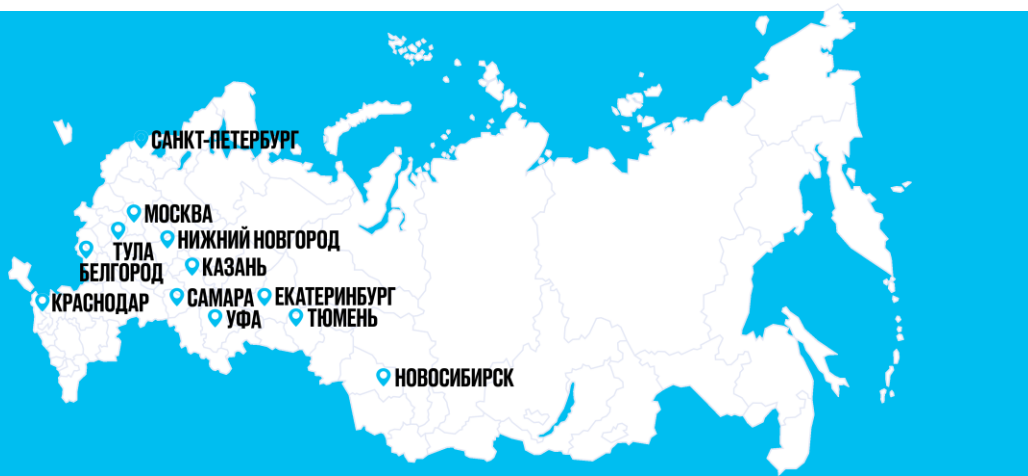 САНКТ-ПЕТЕРБУРГ
МОСКВА
НИЖНИЙ НОВГОРОД
ТУЛА
БЕЛГОРОД
КАЗАНЬ
КРАСНОДАР
САМАРА
ЕКАТЕРИНБУРГ
УФА
ТЮМЕНЬ
НОВОСИБИРСК